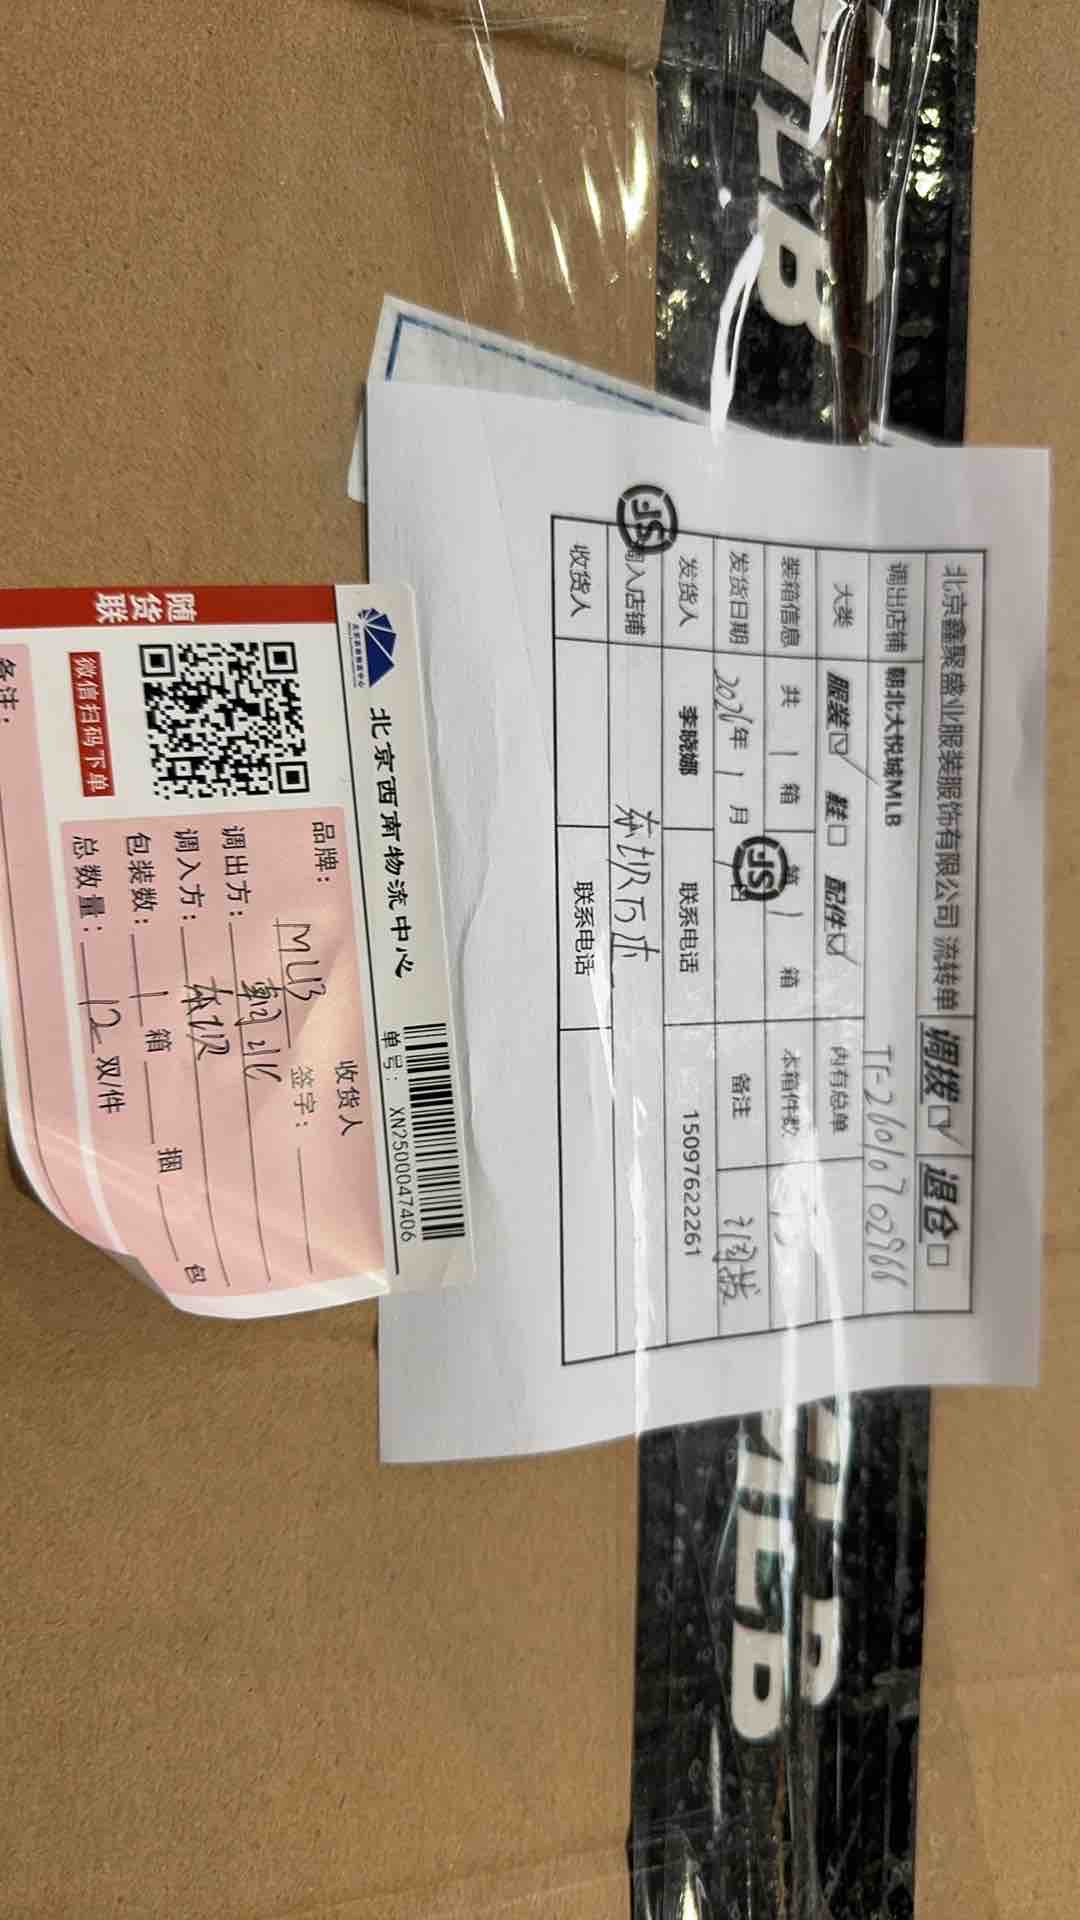 MLB
北京鑫聚盛业服装服饰有限公司 流转单 调拨☑ 退仓☐
调出店铺 朝北大悦城MLB TF-26010702966
大类 服装☑ 鞋☐ 配件☑ 内有总单
装箱信息 共 1 箱 第 1 箱 本箱件数
发货日期 2026年 1 月 日 备注 调拨
JS
发货人 李晓娜 联系电话 15097622261
JS
调入店铺
收货人 联系电话
MLB
北京西南物流中心 单号: XN2500047406
随货联
微信扫码下单
收货人
签字:
品牌: MLB
调出方: 朝北
调入方:
包装数: 1 箱 捆 包
总数量: 12 双/件
备注: